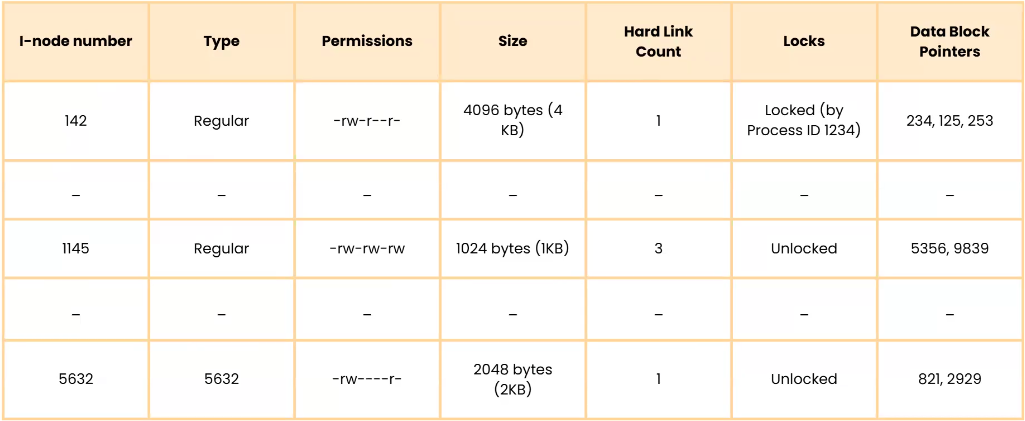 I-node number Type Permissions Size Hard Link Count Locks Data Block Pointers
142 Regular -rw-r--r- 4096 bytes (4 KB) 1 Locked (by Process ID 1234) 234, 125, 253
– – – – – – –
1145 Regular -rw-rw-rw 1024 bytes (1KB) 3 Unlocked 5356, 9839
– – – – – – –
5632 5632 -rw----r- 2048 bytes (2KB) 1 Unlocked 821, 2929